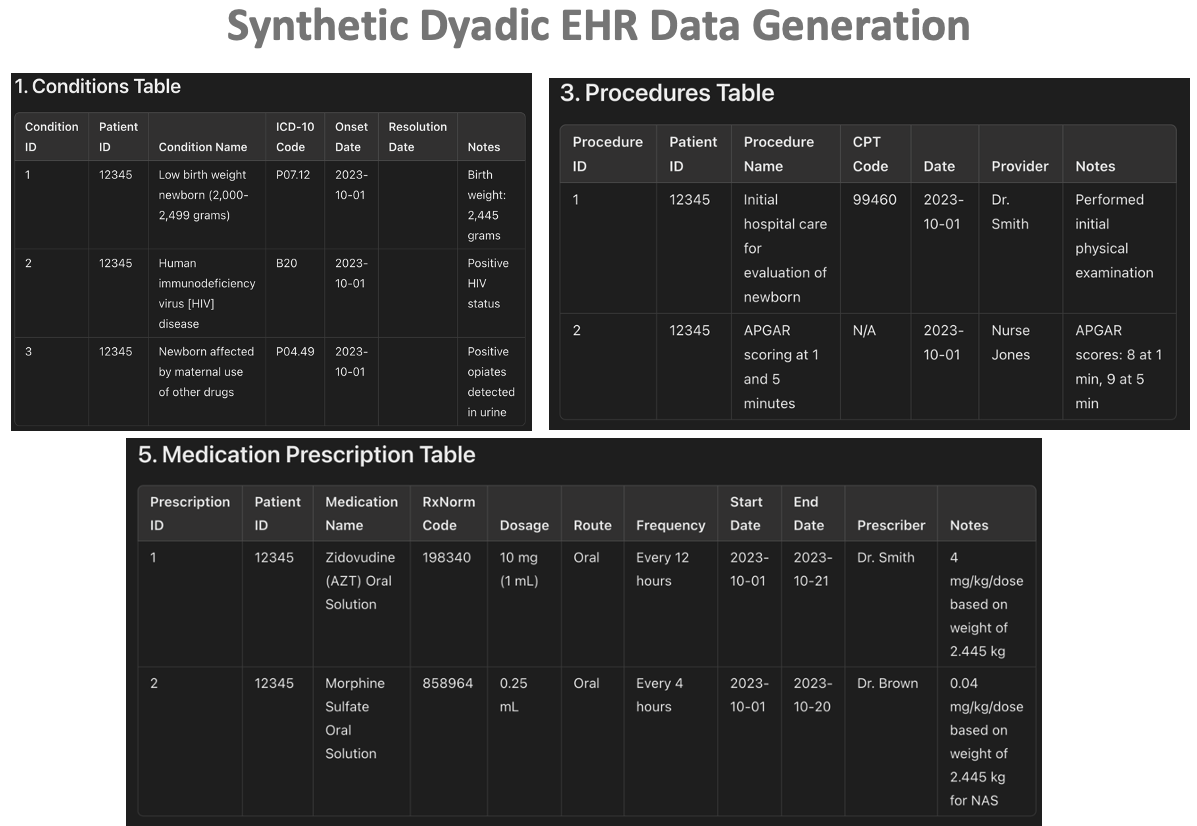 Synthetic Dyadic EHR Data Generation
1. Conditions Table
Condition ID | Patient ID | Condition Name | ICD-10 Code | Onset Date | Resolution Date | Notes
1 | 12345 | Low birth weight newborn (2,000-2,499 grams) | P07.12 | 2023-10-01 | | Birth weight: 2,445 grams
2 | 12345 | Human immunodeficiency virus [HIV] disease | B20 | 2023-10-01 | | Positive HIV status
3 | 12345 | Newborn affected by maternal use of other drugs | P04.49 | 2023-10-01 | | Positive opiates detected in urine
3. Procedures Table
Procedure ID | Patient ID | Procedure Name | CPT Code | Date | Provider | Notes
1 | 12345 | Initial hospital care for evaluation of newborn | 99460 | 2023-10-01 | Dr. Smith | Performed initial physical examination
2 | 12345 | APGAR scoring at 1 and 5 minutes | N/A | 2023-10-01 | Nurse Jones | APGAR scores: 8 at 1 min, 9 at 5 min
5. Medication Prescription Table
Prescription ID | Patient ID | Medication Name | RxNorm Code | Dosage | Route | Frequency | Start Date | End Date | Prescriber | Notes
1 | 12345 | Zidovudine (AZT) Oral Solution | 198340 | 10 mg (1 mL) | Oral | Every 12 hours | 2023-10-01 | 2023-10-21 | Dr. Smith | 4 mg/kg/dose based on weight of 2.445 kg
2 | 12345 | Morphine Sulfate Oral Solution | 858964 | 0.25 mL | Oral | Every 4 hours | 2023-10-01 | 2023-10-20 | Dr. Brown | 0.04 mg/kg/dose based on weight of 2.445 kg for NAS